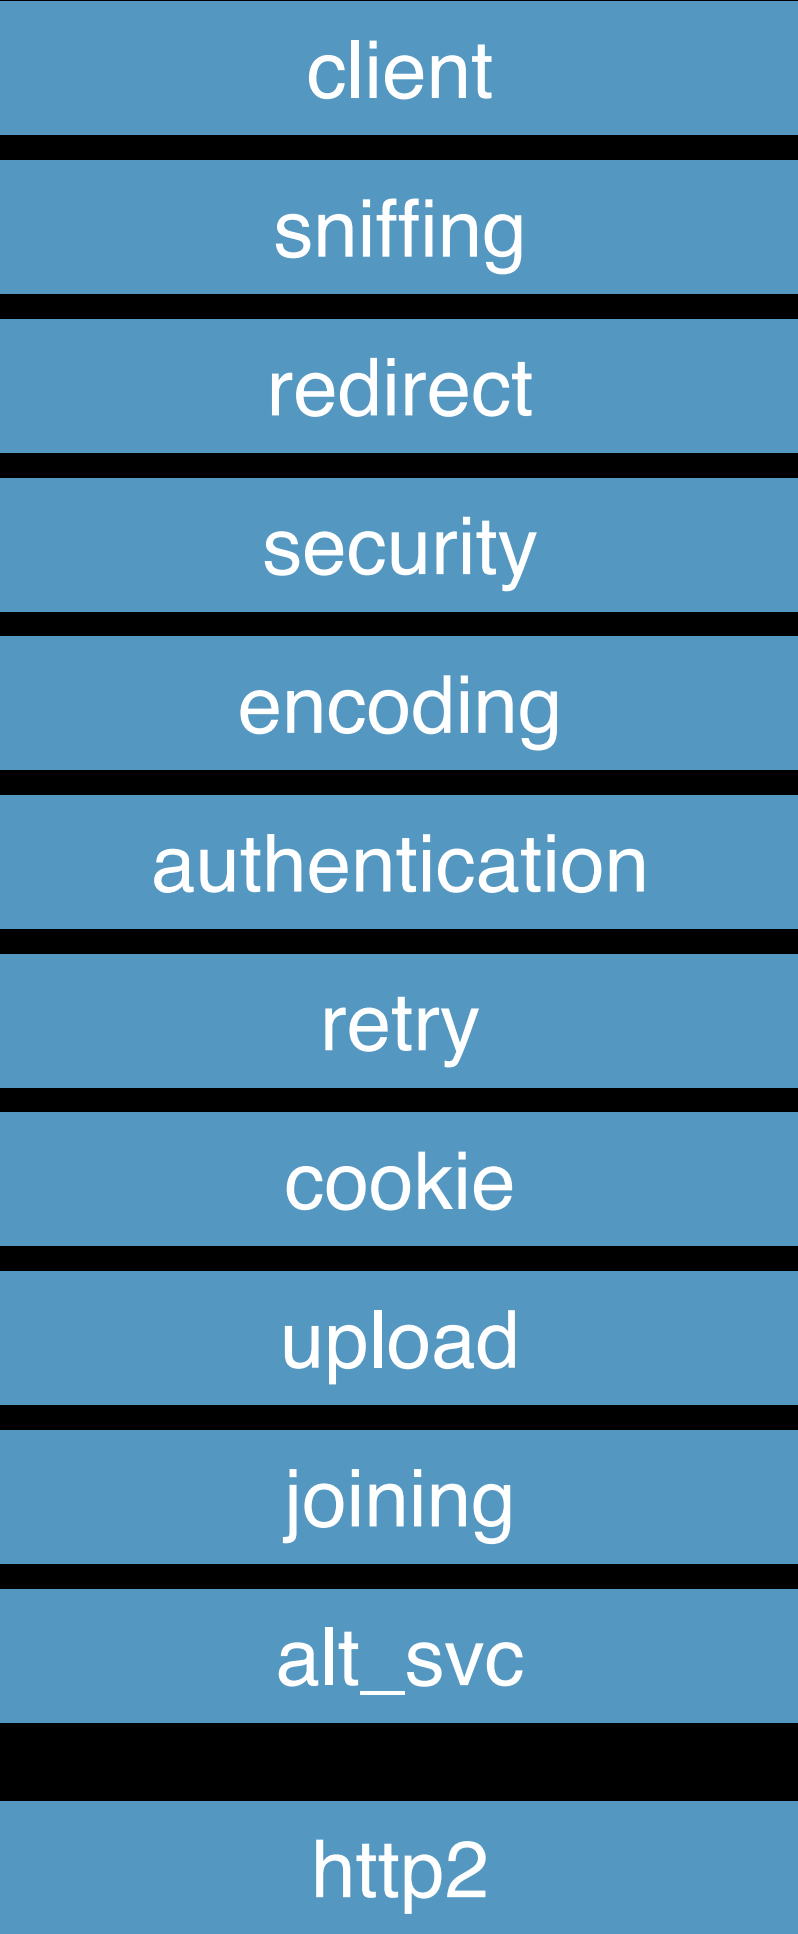 client
sniffing
redirect
security
encoding
authentication
retry
cookie
upload
joining
alt_svc
http2